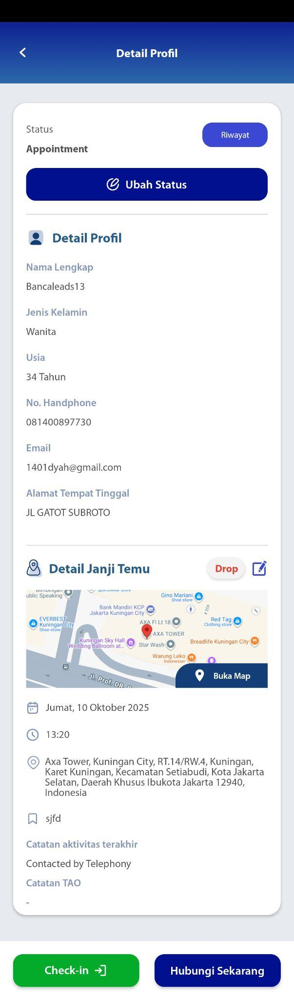 Detail Profil
Status
Riwayat
Appointment
Ubah Status
Detail Profil
Nama Lengkap
Bancaleads13
Jenis Kelamin
Wanita
Usia
34 Tahun
No. Handphone
081400897730
Email
1401dyah@gmail.com
Alamat Tempat Tinggal
JL GATOT SUBROTO
Detail Janji Temu
Drop
Public Speaking
Sportswear store
Gino Mariani
Shoe store
Bank Mandiri KCP
Jakarta Kuningan City
# 20A
EVERBEST
Kuningan City
Shoe store
AXA FI Lt 18
Red Tag
Clothing store
AXA TOWER
Kuningan Sky Hall
Wedding Ballroom at...
Star Wash
Breadlife Kuningan City
Warung Leko
Indonesian
Jl. Prof. DR. S
Buka Map
Jumat, 10 Oktober 2025
13:20
Axa Tower, Kuningan City, RT.14/RW.4, Kuningan,
Karet Kuningan, Kecamatan Setiabudi, Kota Jakarta
Selatan, Daerah Khusus Ibukota Jakarta 12940,
Indonesia
sjfd
Catatan aktivitas terakhir
Contacted by Telephony
Catatan TAO
-
Check-in
Hubungi Sekarang